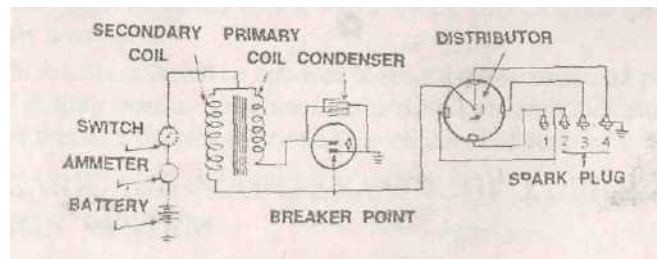 SECONDARY COIL
PRIMARY COIL
CONDENSER
DISTRIBUTOR
SWITCH
AMMETER
BATTERY
BREAKER POINT
1 2 3 4
SPARK PLUG